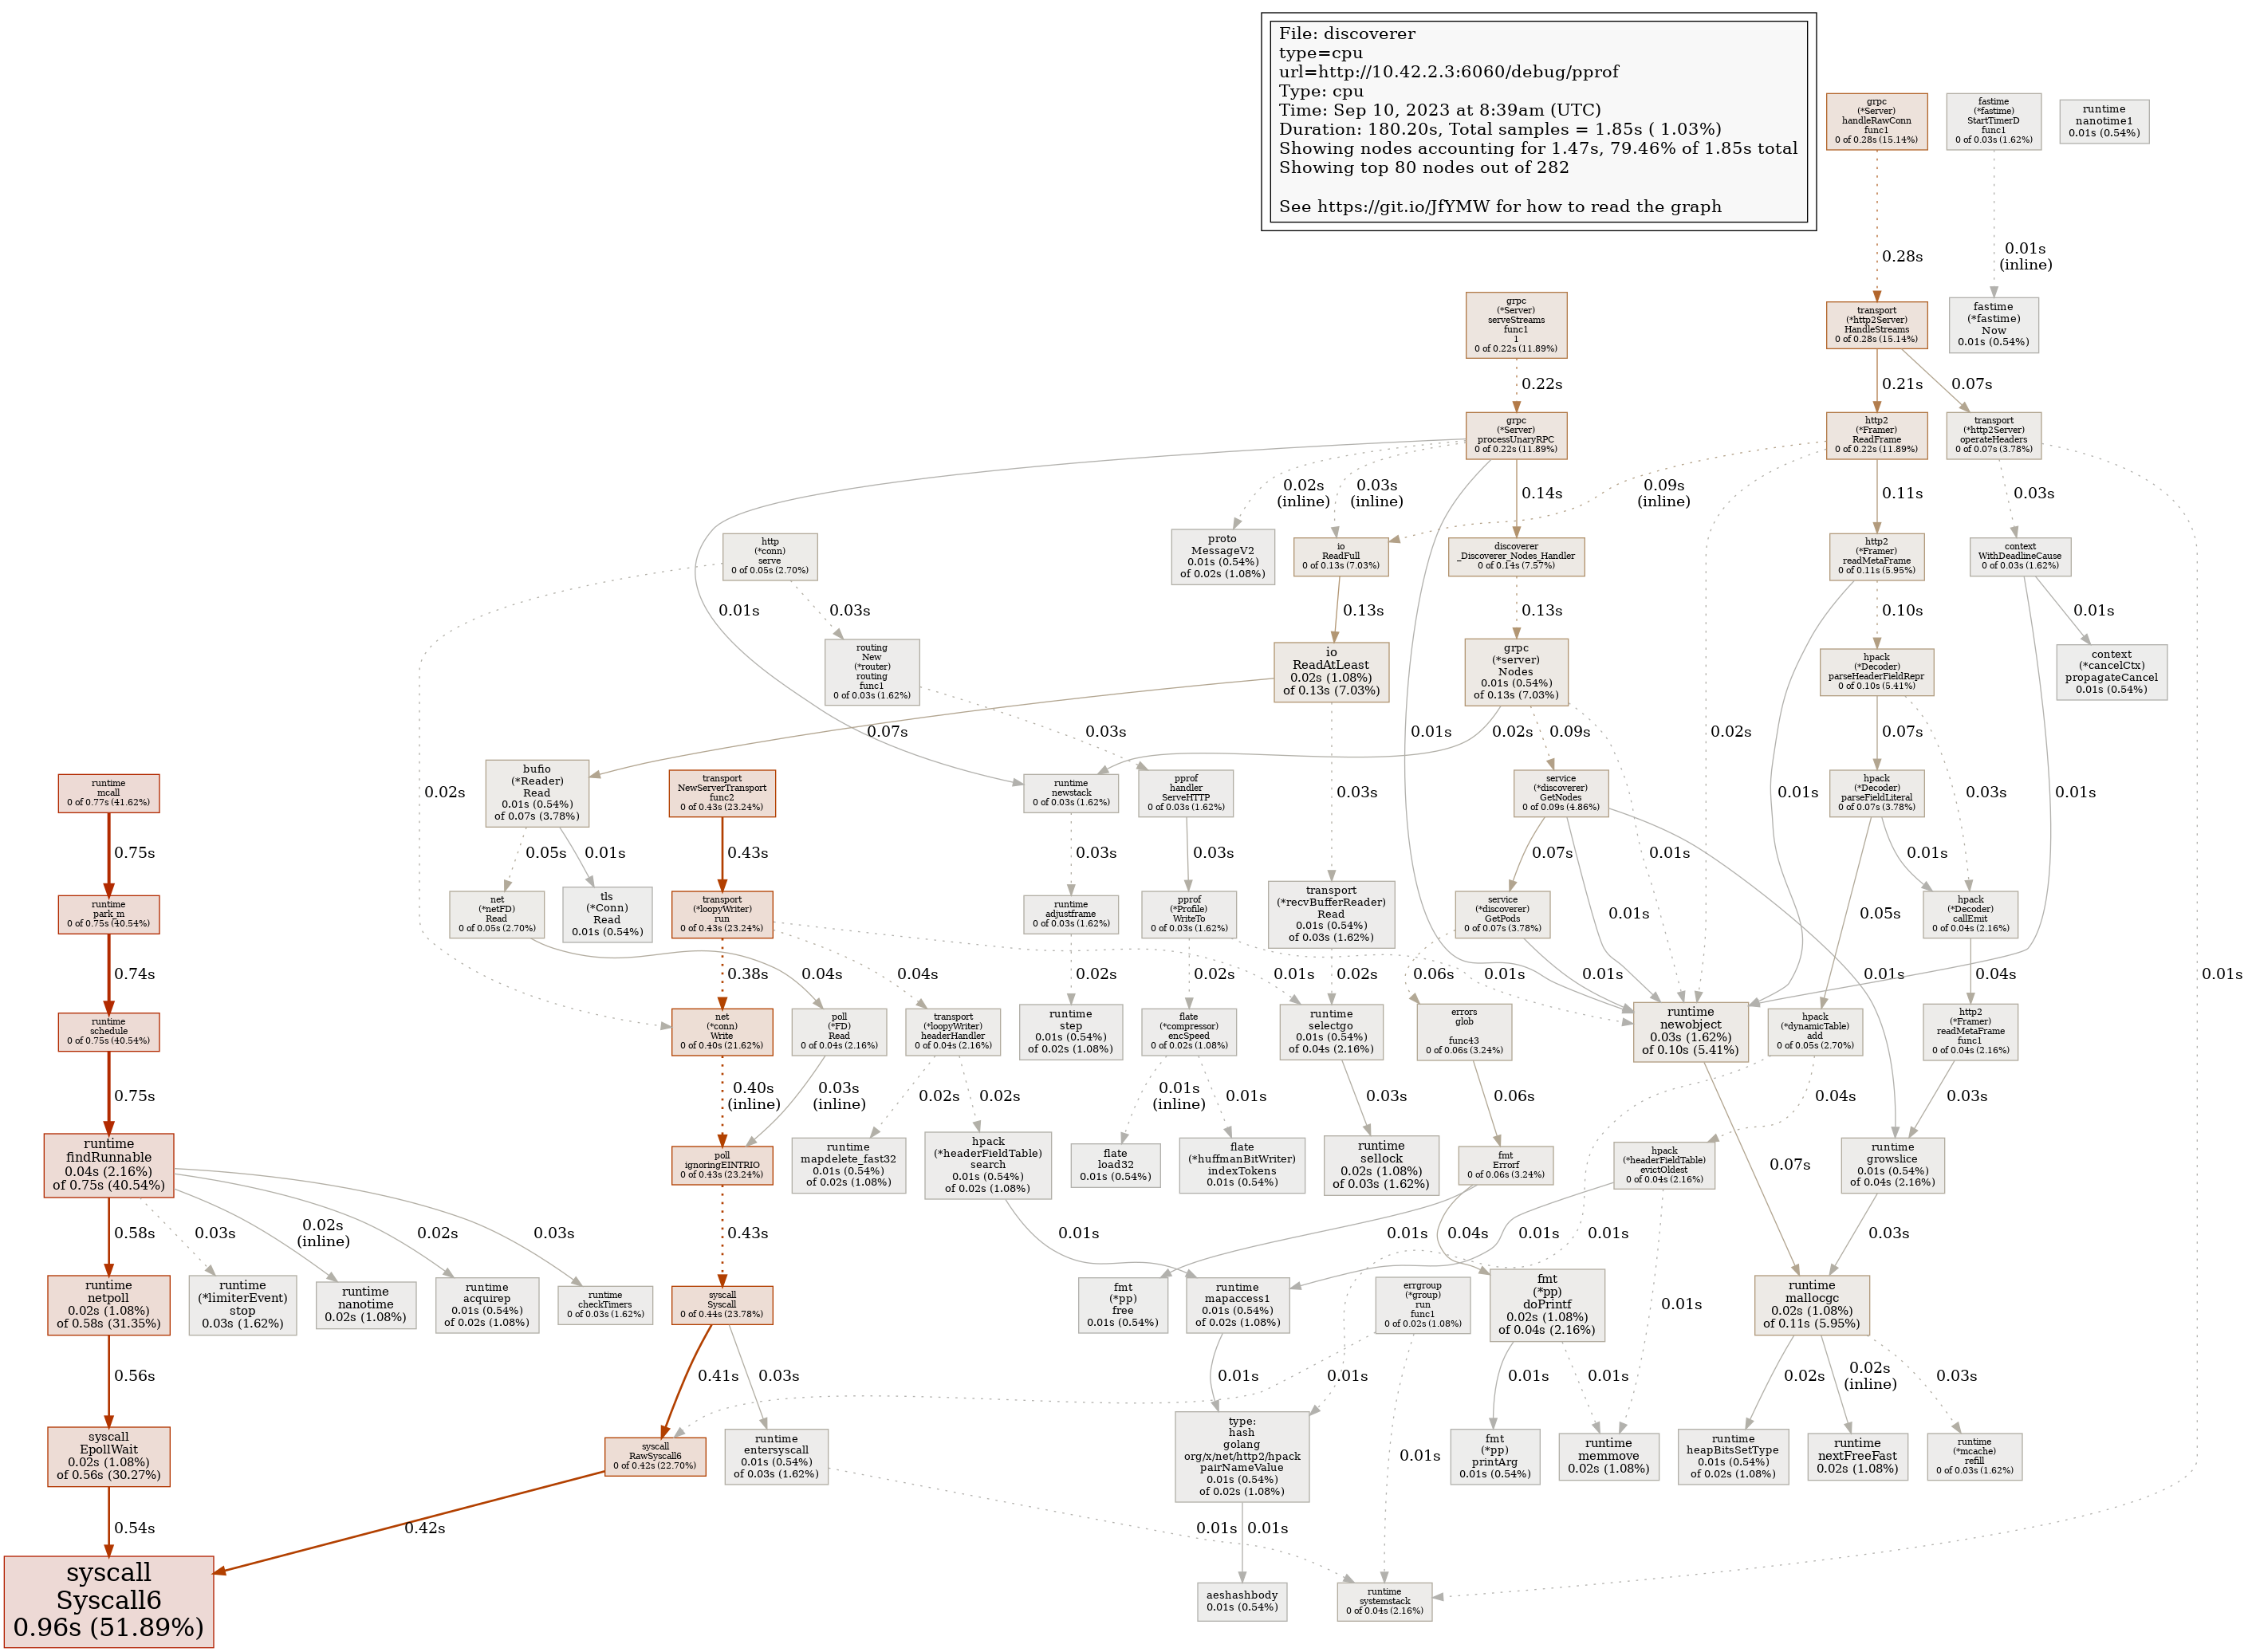 File: discoverer
type=cpu
url=http://10.42.2.3:6060/debug/pprof
Type: cpu
Time: Sep 10, 2023 at 8:39am (UTC)
Duration: 180.20s, Total samples = 1.85s ( 1.03%)
Showing nodes accounting for 1.47s, 79.46% of 1.85s total
Showing top 80 nodes out of 282
See https://git.io/JfYMW for how to read the graph
grpc
(*Server)
handleRawConn
func1
0 of 0.28s (15.14%)
fastime
(*fastime)
StartTimerD
func1
0 of 0.03s (1.62%)
runtime
nanotime1
0.01s (0.54%)
0.28s
0.01s
(inline)
grpc
(*Server)
serveStreams
func1
1
0 of 0.22s (11.89%)
transport
(*http2Server)
HandleStreams
0 of 0.28s (15.14%)
fastime
(*fastime)
Now
0.01s (0.54%)
0.22s
0.21s
0.07s
grpc
(*Server)
processUnaryRPC
0 of 0.22s (11.89%)
http2
(*Framer)
ReadFrame
0 of 0.22s (11.89%)
transport
(*http2Server)
operateHeaders
0 of 0.07s (3.78%)
0.02s
(inline)
0.03s
(inline)
0.14s
0.09s
(inline)
0.11s
0.03s
http
(*conn)
serve
0 of 0.05s (2.70%)
proto
MessageV2
0.01s (0.54%)
of 0.02s (1.08%)
io
ReadFull
0 of 0.13s (7.03%)
discoverer
_Discoverer_Nodes_Handler
0 of 0.14s (7.57%)
http2
(*Framer)
readMetaFrame
0 of 0.11s (5.95%)
context
WithDeadlineCause
0 of 0.03s (1.62%)
0.01s
0.03s
0.13s
0.13s
0.10s
0.01s
routing
New
(*router)
routing
func1
0 of 0.03s (1.62%)
io
ReadAtLeast
0.02s (1.08%)
of 0.13s (7.03%)
grpc
(*server)
Nodes
0.01s (0.54%)
of 0.13s (7.03%)
hpack
(*Decoder)
parseHeaderFieldRepr
0 of 0.10s (5.41%)
context
(*cancelCtx)
propagateCancel
0.01s (0.54%)
0.07s
0.03s
0.01s
0.02s
0.09s
0.02s
0.07s
runtime
mcall
0 of 0.77s (41.62%)
bufio
(*Reader)
Read
0.01s (0.54%)
of 0.07s (3.78%)
transport
NewServerTransport
func2
0 of 0.43s (23.24%)
runtime
newstack
0 of 0.03s (1.62%)
pprof
handler
ServeHTTP
0 of 0.03s (1.62%)
service
(*discoverer)
GetNodes
0 of 0.09s (4.86%)
hpack
(*Decoder)
parseFieldLiteral
0 of 0.07s (3.78%)
0.02s
0.03s
0.01s
0.03s
0.01s
0.75s
0.05s
0.01s
0.43s
0.03s
0.03s
0.07s
0.01s
0.01s
runtime
park_m
0 of 0.75s (40.54%)
net
(*netFD)
Read
0 of 0.05s (2.70%)
tls
(*Conn)
Read
0.01s (0.54%)
transport
(*loopyWriter)
run
0 of 0.43s (23.24%)
runtime
adjustframe
0 of 0.03s (1.62%)
pprof
(*Profile)
WriteTo
0 of 0.03s (1.62%)
transport
(*recvBufferReader)
Read
0.01s (0.54%)
of 0.03s (1.62%)
service
(*discoverer)
GetPods
0 of 0.07s (3.78%)
0.01s
0.05s
hpack
(*Decoder)
callEmit
0 of 0.04s (2.16%)
0.74s
0.38s
0.04s
0.04s
0.02s
0.02s
0.01s
0.02s
0.01s
0.06s
0.01s
0.01s
0.04s
0.01s
runtime
schedule
0 of 0.75s (40.54%)
net
(*conn)
Write
0 of 0.40s (21.62%)
poll
(*FD)
Read
0 of 0.04s (2.16%)
transport
(*loopyWriter)
headerHandler
0 of 0.04s (2.16%)
runtime
step
0.01s (0.54%)
of 0.02s (1.08%)
flate
(*compressor)
encSpeed
0 of 0.02s (1.08%)
runtime
selectgo
0.01s (0.54%)
of 0.04s (2.16%)
errors
glob
func43
0 of 0.06s (3.24%)
runtime
newobject
0.03s (1.62%)
of 0.10s (5.41%)
hpack
(*dynamicTable)
add
0 of 0.05s (2.70%)
http2
(*Framer)
readMetaFrame
func1
0 of 0.04s (2.16%)
0.75s
0.40s
(inline)
0.03s
(inline)
0.02s
0.02s
0.01s
(inline)
0.01s
0.03s
0.06s
0.04s
0.03s
runtime
findRunnable
0.04s (2.16%)
of 0.75s (40.54%)
poll
ignoringEINTRIO
0 of 0.43s (23.24%)
runtime
mapdelete_fast32
0.01s (0.54%)
of 0.02s (1.08%)
hpack
(*headerFieldTable)
search
0.01s (0.54%)
of 0.02s (1.08%)
flate
load32
0.01s (0.54%)
flate
(*huffmanBitWriter)
indexTokens
0.01s (0.54%)
runtime
sellock
0.02s (1.08%)
of 0.03s (1.62%)
fmt
Errorf
0 of 0.06s (3.24%)
hpack
(*headerFieldTable)
evictOldest
0 of 0.04s (2.16%)
0.07s
runtime
growslice
0.01s (0.54%)
of 0.04s (2.16%)
0.58s
0.03s
0.02s
(inline)
0.02s
0.03s
0.43s
0.01s
0.01s
0.04s
0.01s
0.01s
0.03s
runtime
netpoll
0.02s (1.08%)
of 0.58s (31.35%)
runtime
(*limiterEvent)
stop
0.03s (1.62%)
runtime
nanotime
0.02s (1.08%)
runtime
acquirep
0.01s (0.54%)
of 0.02s (1.08%)
runtime
checkTimers
0 of 0.03s (1.62%)
syscall
Syscall
0 of 0.44s (23.78%)
fmt
(*pp)
free
0.01s (0.54%)
runtime
mapaccess1
0.01s (0.54%)
of 0.02s (1.08%)
errgroup
(*group)
run
func1
0 of 0.02s (1.08%)
fmt
(*pp)
doPrintf
0.02s (1.08%)
of 0.04s (2.16%)
0.01s
runtime
mallocgc
0.02s (1.08%)
of 0.11s (5.95%)
0.56s
0.41s
0.03s
0.01s
0.01s
0.01s
0.01s
0.02s
0.02s
(inline)
0.03s
syscall
EpollWait
0.02s (1.08%)
of 0.56s (30.27%)
syscall
RawSyscall6
0 of 0.42s (22.70%)
runtime
entersyscall
0.01s (0.54%)
of 0.03s (1.62%)
type:
hash
golang
org/x/net/http2/hpack
pairNameValue
0.01s (0.54%)
of 0.02s (1.08%)
0.01s
fmt
(*pp)
printArg
0.01s (0.54%)
runtime
memmove
0.02s (1.08%)
runtime
heapBitsSetType
0.01s (0.54%)
of 0.02s (1.08%)
runtime
nextFreeFast
0.02s (1.08%)
runtime
(*mcache)
refill
0 of 0.03s (1.62%)
0.54s
0.42s
0.01s
0.01s
syscall
Syscall6
0.96s (51.89%)
aeshashbody
0.01s (0.54%)
runtime
systemstack
0 of 0.04s (2.16%)